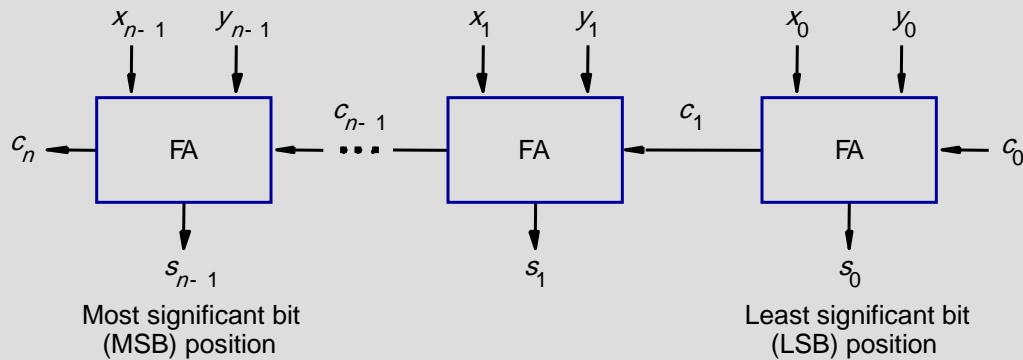 x_{n-1} y_{n-1} x_1 y_1 x_0 y_0
c_n FA c_{n-1} ... FA c_1 FA c_0
s_{n-1} s_1 s_0
Most significant bit Least significant bit
(MSB) position (LSB) position